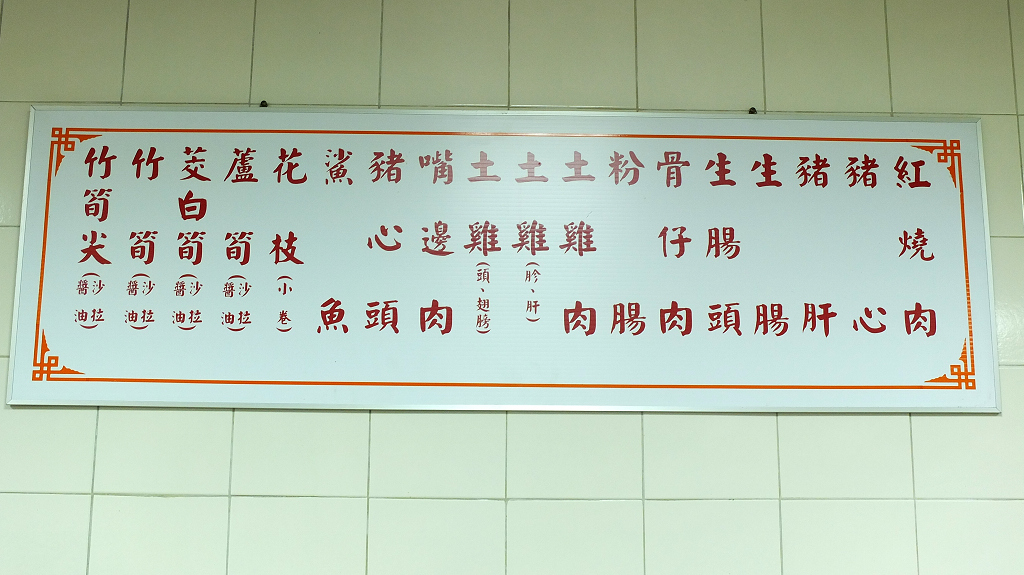 紅燒肉
豬心
豬肝
生腸
生腸頭
骨仔肉
粉腸
土雞肉
土雞(胗、肝)
土雞(頭、翅膀)
嘴邊肉
豬心頭
鯊魚
花枝(小卷)
蘆筍(沙拉醬油)
茭白筍(沙拉醬油)
竹筍(沙拉醬油)
竹筍尖(沙拉醬油)